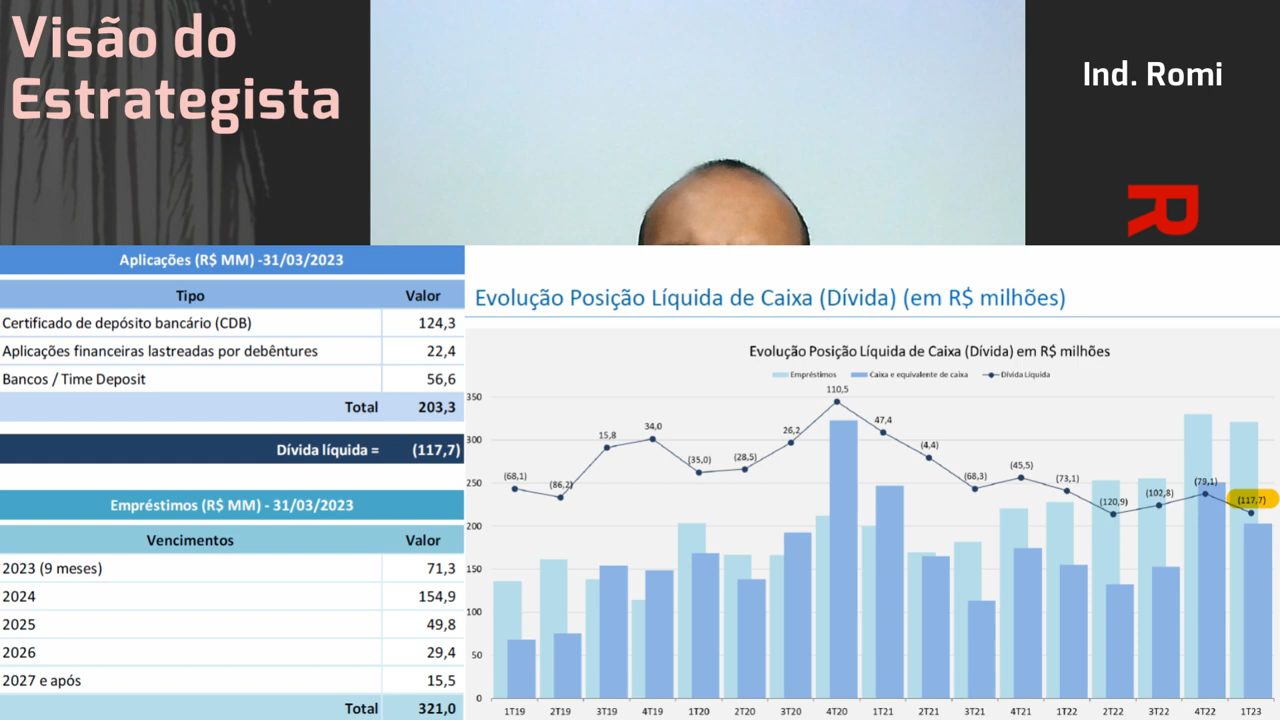 Visão do
Estrategista
Ind. Romi
R
Aplicações (R$ MM) -31/03/2023
Tipo Valor
Certificado de depósito bancário (CDB) 124,3
Aplicações financeiras lastreadas por debêntures 22,4
Bancos / Time Deposit 56,6
Total 203,3
Dívida líquida = (117,7)
Empréstimos (R$ MM) - 31/03/2023
Vencimentos Valor
2023 (9 meses) 71,3
2024 154,9
2025 49,8
2026 29,4
2027 e após 15,5
Total 321,0
Evolução Posição Líquida de Caixa (Dívida) (em R$ milhões)
Evolução Posição Líquida de Caixa (Dívida) em R$ milhões
Empréstimos Caixa e equivalente de caixa Dívida Líquida
350
300
250
200
150
100
50
0
(68,1) (86,2) 15,8 34,0 (35,0) (28,5) 26,2 110,5 47,4 (4,4) (68,3) (45,5) (73,1) (120,9) (102,8) (79,1) (117,7)
1T19 2T19 3T19 4T19 1T20 2T20 3T20 4T20 1T21 2T21 3T21 4T21 1T22 2T22 3T22 4T22 1T23